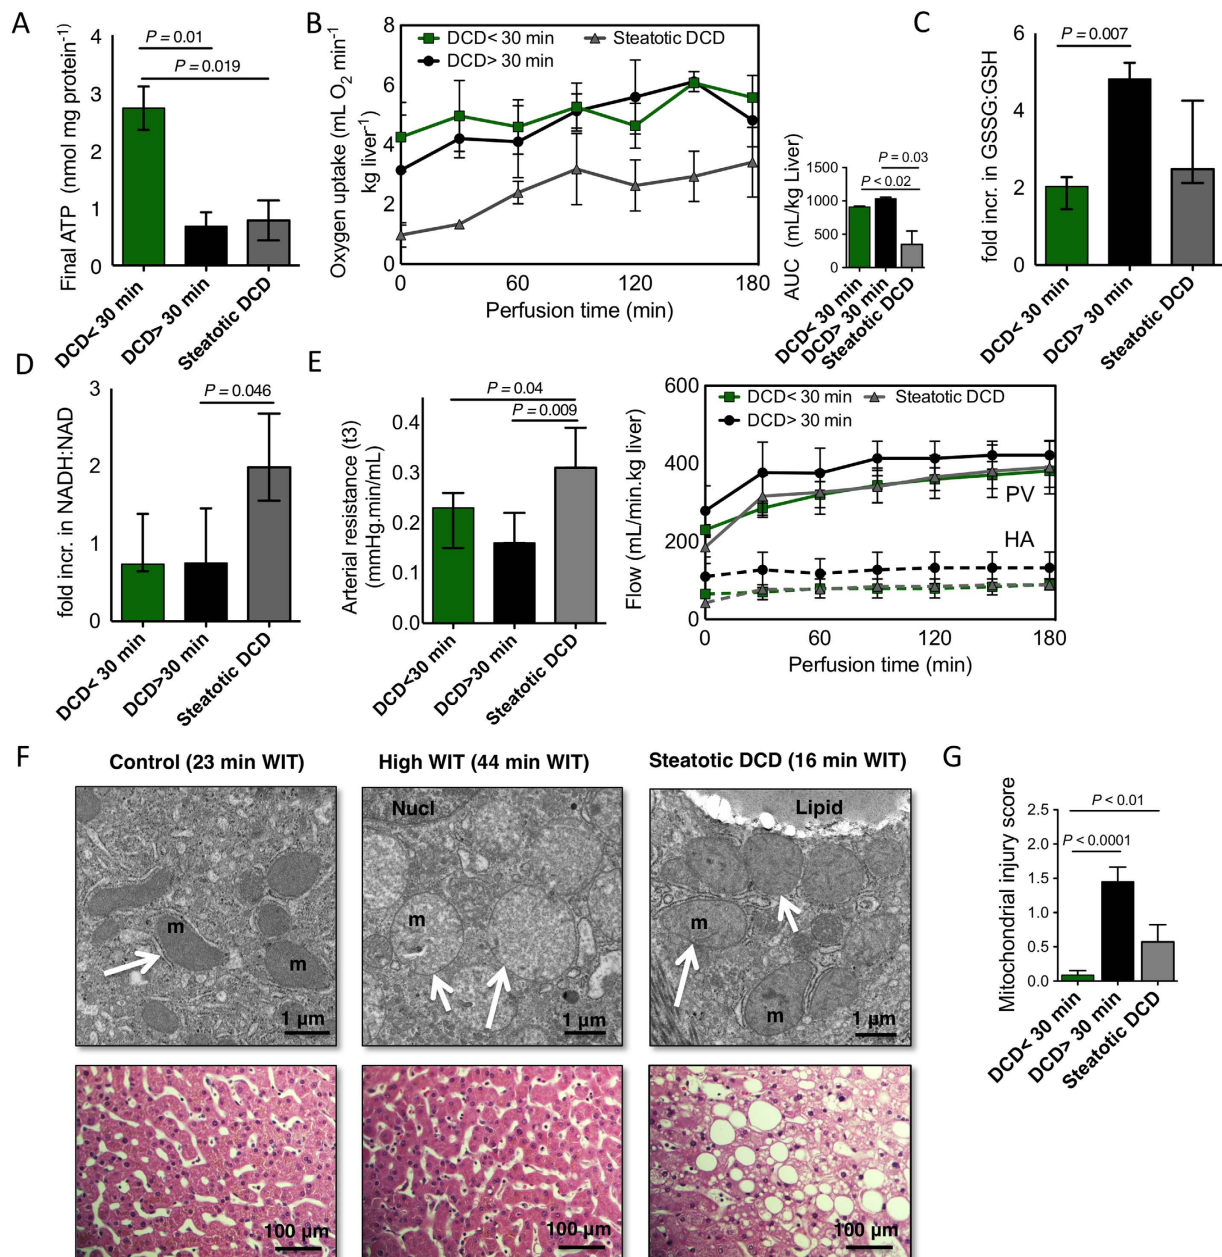 A
Final ATP (nmol mg protein⁻¹)
4
3
2
1
0
P = 0.01
P = 0.019
DCD< 30 min
DCD> 30 min
Steatotic DCD
B
Oxygen uptake (mL O₂ min⁻¹
kg liver⁻¹)
8
6
4
2
0
DCD< 30 min
Steatotic DCD
DCD> 30 min
0
60
120
180
Perfusion time (min)
AUC (mL/kg Liver)
1500
1000
500
0
P = 0.03
P < 0.02
DCD< 30 min
DCD> 30 min
Steatotic DCD
C
fold incr. in GSSG:GSH
6
4
2
0
P = 0.007
DCD< 30 min
DCD> 30 min
Steatotic DCD
D
fold incr. in NADH:NAD
3
2
1
0
P = 0.046
DCD< 30 min
DCD> 30 min
Steatotic DCD
E
Arterial resistance (t3)
(mmHg.min/mL)
0.4
0.3
0.2
0.1
0.0
P = 0.04
P = 0.009
DCD<30 min
DCD>30 min
Steatotic DCD
Flow (mL/min.kg liver)
600
400
200
0
DCD< 30 min
Steatotic DCD
DCD> 30 min
PV
HA
0
60
120
180
Perfusion time (min)
F
Control (23 min WIT)
High WIT (44 min WIT)
Steatotic DCD (16 min WIT)
m
m
1 µm
Nucl
m
1 µm
Lipid
m
m
1 µm
100 µm
100 µm
100 µm
G
Mitochondrial injury score
2.5
2.0
1.5
1.0
0.5
0.0
P < 0.01
P < 0.0001
DCD< 30 min
DCD> 30 min
Steatotic DCD